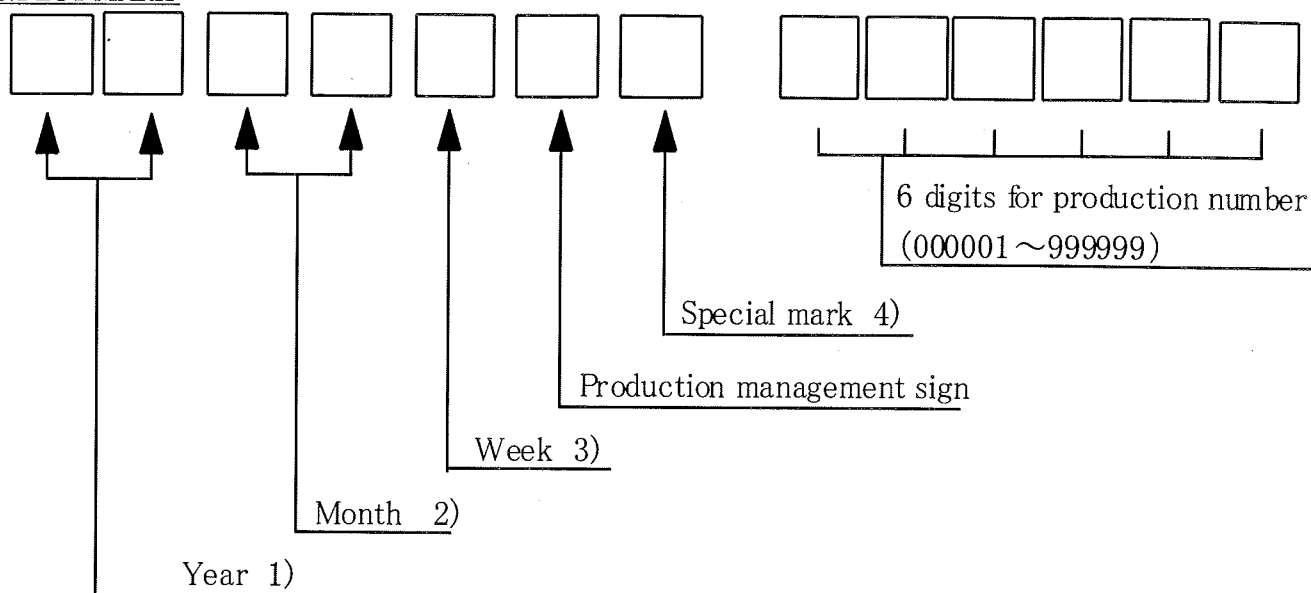 6 digits for production number
(000001～999999)
Special mark 4)
Production management sign
Week 3)
Month 2)
Year 1)